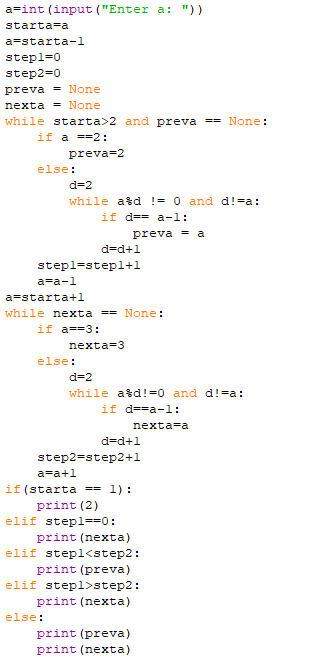 a=int(input("Enter a: "))
starta=a
a=starta-1
step1=0
step2=0
preva = None
nexta = None
while starta>2 and preva == None:
    if a ==2:
        preva=2
    else:
        d=2
        while a%d != 0 and d!=a:
            if d== a-1:
                preva = a
            d=d+1
    step1=step1+1
    a=a-1
a=starta+1
while nexta == None:
    if a==3:
        nexta=3
    else:
        d=2
        while a%d!=0 and d!=a:
            if d==a-1:
                nexta=a
            d=d+1
    step2=step2+1
    a=a+1
if(starta == 1):
    print(2)
elif step1==0:
    print(nexta)
elif step1<step2:
    print(preva)
elif step1>step2:
    print(nexta)
else:
    print(preva)
    print(nexta)